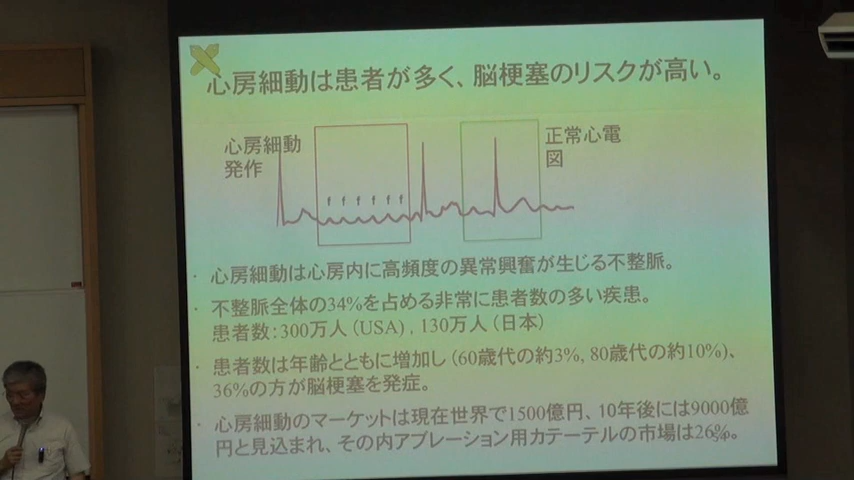 心房細動は患者が多く、脳梗塞のリスクが高い。
心房細動
発作
正常心電
図
f f f f f f
・ 心房細動は心房内に高頻度の異常興奮が生じる不整脈。
・ 不整脈全体の34%を占める非常に患者数の多い疾患。
患者数：300万人（USA）, 130万人（日本）
・ 患者数は年齢とともに増加し（60歳代の約3%, 80歳代の約10%）、
36%の方が脳梗塞を発症。
・ 心房細動のマーケットは現在世界で1500億円、10年後には9000億
円と見込まれ、その内アブレーション用カテーテルの市場は26%。